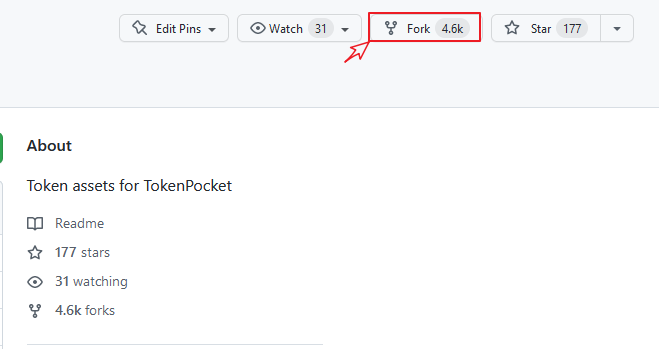 Edit Pins Watch 31 Fork 4.6k Star 177
About
Token assets for TokenPocket
Readme
177 stars
31 watching
4.6k forks